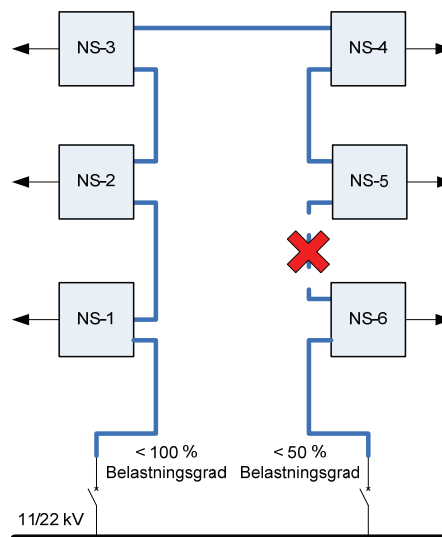 NS-3
NS-4
NS-2
NS-5
NS-1
NS-6
< 100 %
Belastningsgrad
< 50 %
Belastningsgrad
11/22 kV